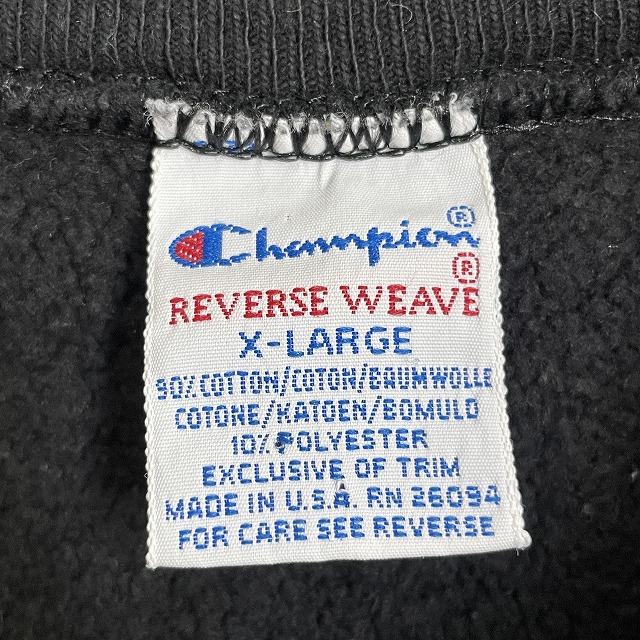 Champion®
REVERSE WEAVE®
X-LARGE
90% COTTON/COTON/BAUMWOLLE
COTONE/KATOEN/BOMULD
10% POLYESTER
EXCLUSIVE OF TRIM
MADE IN U.S.A. RN 26094
FOR CARE SEE REVERSE